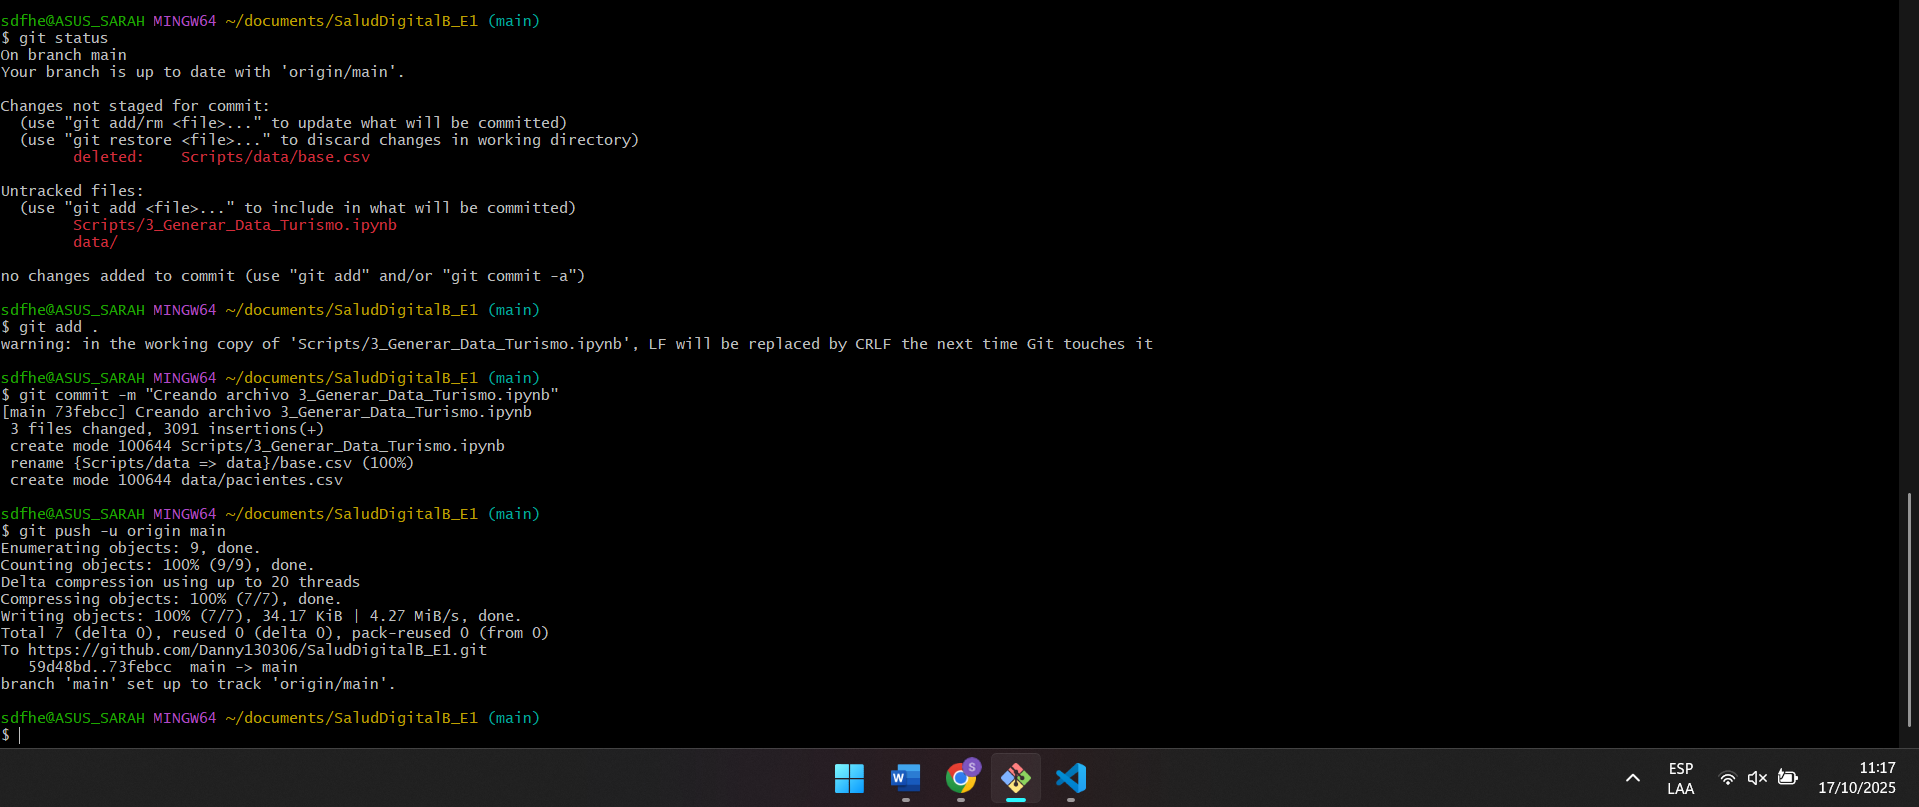 sdfhe@ASUS_SARAH MINGW64 ~/documents/SaludDigitalB_E1 (main)
$ git status
On branch main
Your branch is up to date with 'origin/main'.
Changes not staged for commit:
  (use "git add/rm <file>..." to update what will be committed)
  (use "git restore <file>..." to discard changes in working directory)
        deleted:    Scripts/data/base.csv
Untracked files:
  (use "git add <file>..." to include in what will be committed)
        Scripts/3_Generar_Data_Turismo.ipynb
        data/
no changes added to commit (use "git add" and/or "git commit -a")
sdfhe@ASUS_SARAH MINGW64 ~/documents/SaludDigitalB_E1 (main)
$ git add .
warning: in the working copy of 'Scripts/3_Generar_Data_Turismo.ipynb', LF will be replaced by CRLF the next time Git touches it
sdfhe@ASUS_SARAH MINGW64 ~/documents/SaludDigitalB_E1 (main)
$ git commit -m "Creando archivo 3_Generar_Data_Turismo.ipynb"
[main 73febcc] Creando archivo 3_Generar_Data_Turismo.ipynb
 3 files changed, 3091 insertions(+)
 create mode 100644 Scripts/3_Generar_Data_Turismo.ipynb
 rename {Scripts/data => data}/base.csv (100%)
 create mode 100644 data/pacientes.csv
sdfhe@ASUS_SARAH MINGW64 ~/documents/SaludDigitalB_E1 (main)
$ git push -u origin main
Enumerating objects: 9, done.
Counting objects: 100% (9/9), done.
Delta compression using up to 20 threads
Compressing objects: 100% (7/7), done.
Writing objects: 100% (7/7), 34.17 KiB | 4.27 MiB/s, done.
Total 7 (delta 0), reused 0 (delta 0), pack-reused 0 (from 0)
To https://github.com/Danny130306/SaludDigitalB_E1.git
   59d48bd..73febcc  main -> main
branch 'main' set up to track 'origin/main'.
sdfhe@ASUS_SARAH MINGW64 ~/documents/SaludDigitalB_E1 (main)
$
W
S
ESP
LAA
11:17
17/10/2025